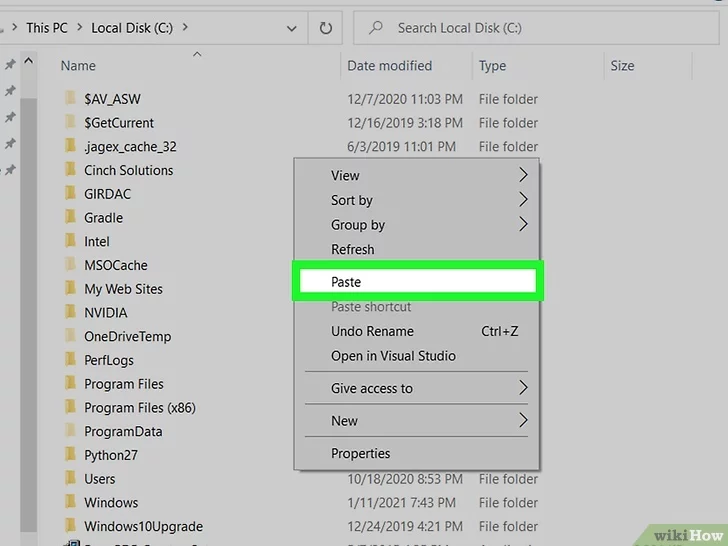 This PC > Local Disk (C:) >
Search Local Disk (C:)
Name Date modified Type Size
$AV_ASW 12/7/2020 11:03 PM File folder
$GetCurrent 12/16/2019 3:18 PM File folder
.jagex_cache_32 6/3/2019 11:01 PM File folder
Cinch Solutions
GIRDAC
Gradle
Intel
MSOCache
My Web Sites
NVIDIA
OneDriveTemp
PerfLogs
Program Files
Program Files (x86)
ProgramData
Python27
Users 10/18/2020 8:53 PM File folder
Windows 1/11/2021 7:43 PM File folder
Windows10Upgrade 12/24/2019 4:21 PM File folder
View
Sort by
Group by
Refresh
Paste
Paste shortcut
Undo Rename Ctrl+Z
Open in Visual Studio
Give access to
New
Properties
wikiHow